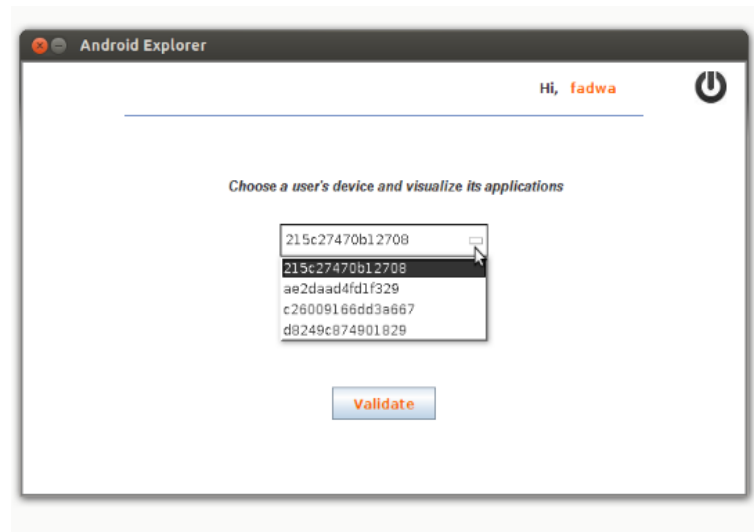 Android Explorer
Hi, fadwa
Choose a user's device and visualize its applications
215c27470b12708
215c27470b12708
ae2daad4fd1f329
c26009166dd3a667
d8249c874901829
Validate